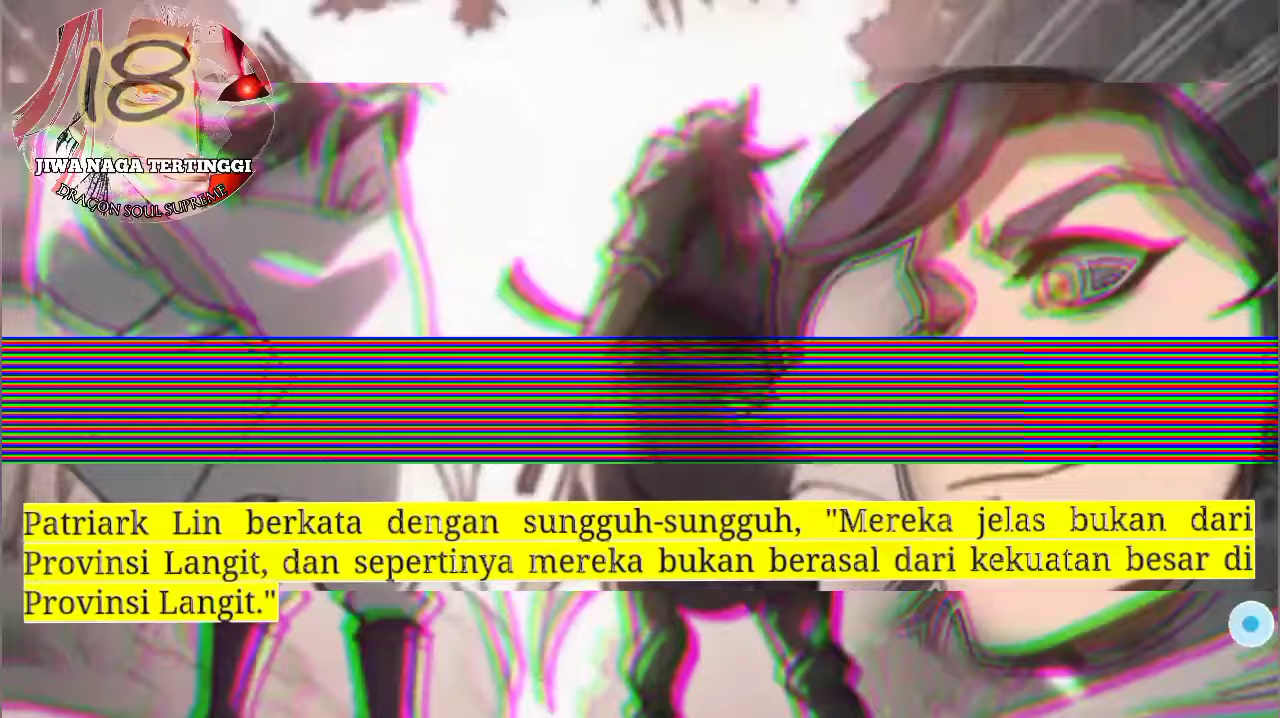 18
JIWA NAGA TERTINGGI
DRAGON SOUL SUPREME
Patriark Lin berkata dengan sungguh-sungguh, "Mereka jelas bukan dari
Provinsi Langit, dan sepertinya mereka bukan berasal dari kekuatan besar di
Provinsi Langit."